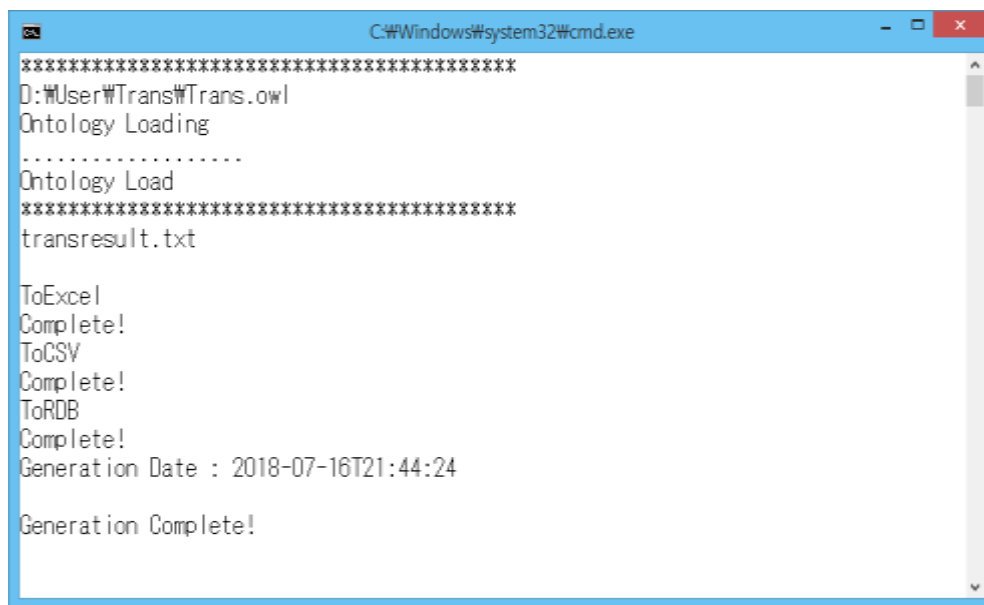 C:₩Windows₩system32₩cmd.exe
******************************************
D:₩User₩Trans₩Trans.owl
Ontology Loading
...................
Ontology Load
******************************************
transresult.txt
ToExcel
Complete!
ToCSV
Complete!
ToRDB
Complete!
Generation Date : 2018-07-16T21:44:24
Generation Complete!